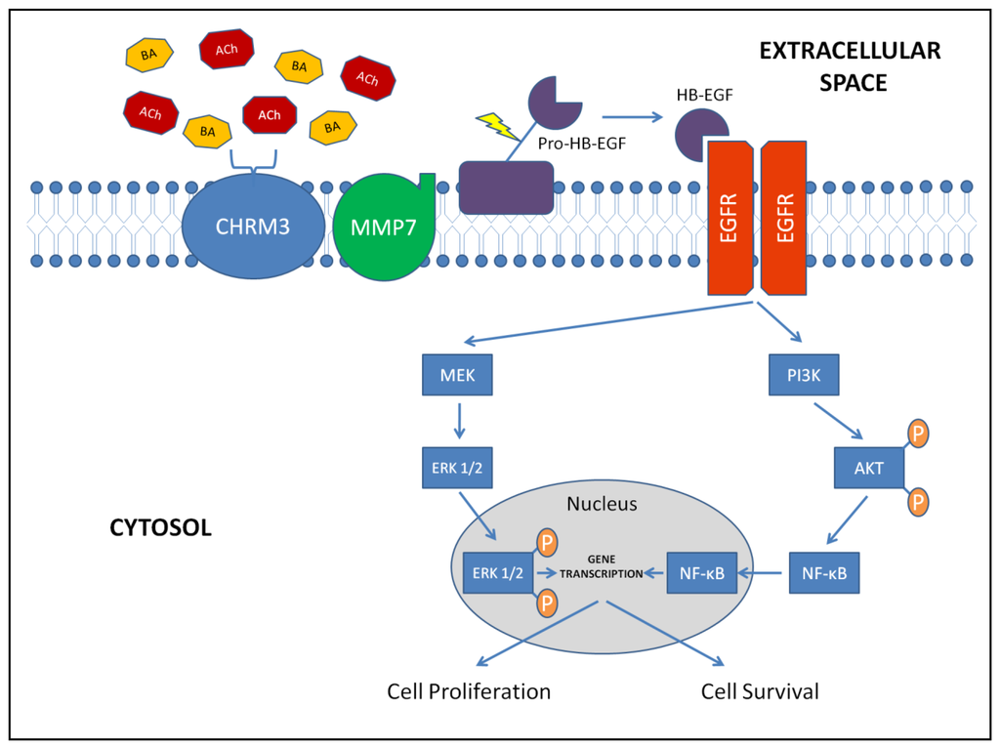 EXTRACELLULAR
SPACE
BA
ACh
BA
ACh
ACh
BA
ACh
BA
Pro-HB-EGF
HB-EGF
CHRM3
MMP7
EGFR
EGFR
MEK
PI3K
ERK 1/2
AKT
P
P
CYTOSOL
Nucleus
ERK 1/2
P
P
GENE
TRANSCRIPTION
NF-κB
NF-κB
Cell Proliferation
Cell Survival